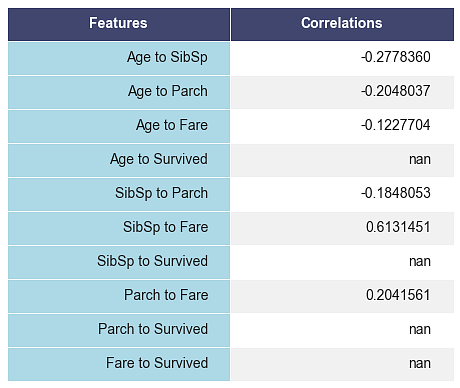 Features Correlations
Age to SibSp -0.2778360
Age to Parch -0.2048037
Age to Fare -0.1227704
Age to Survived nan
SibSp to Parch -0.1848053
SibSp to Fare 0.6131451
SibSp to Survived nan
Parch to Fare 0.2041561
Parch to Survived nan
Fare to Survived nan